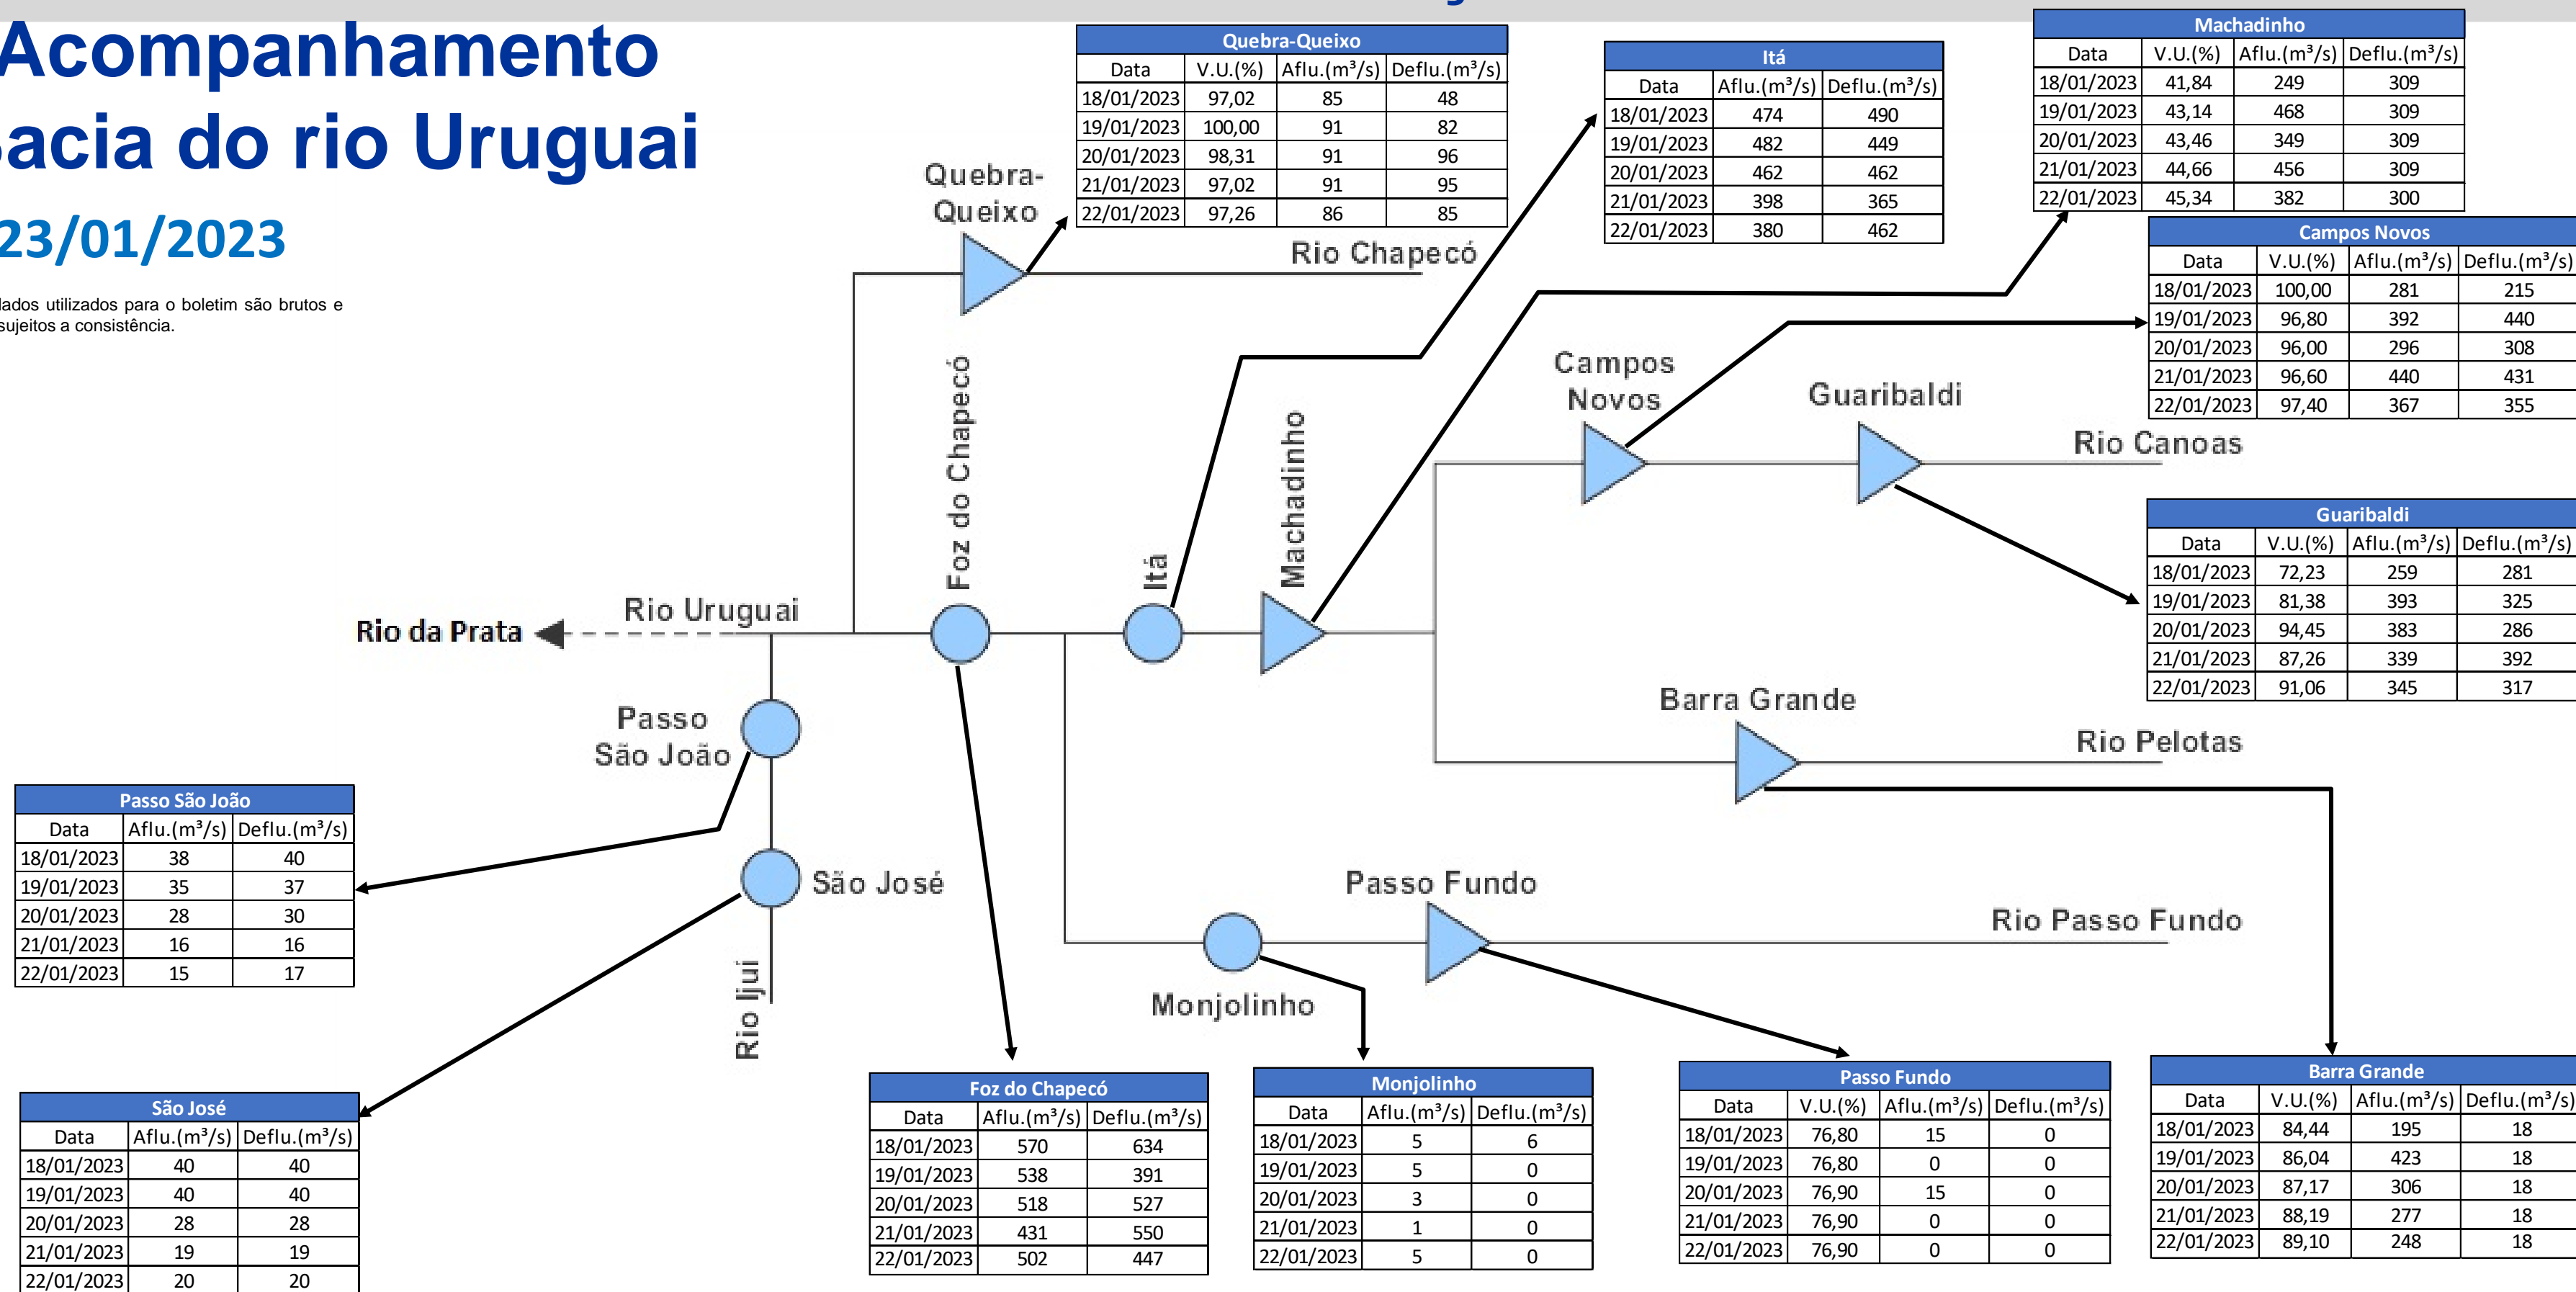 Acompanhamento
acia do rio Uruguai
23/01/2023
lados utilizados para o boletim são brutos e
sujeitos a consistência.
Quebra-Queixo
Data V.U.(%) Aflu.(m³/s) Deflu.(m³/s)
18/01/2023 97,02 85 48
19/01/2023 100,00 91 82
20/01/2023 98,31 91 96
21/01/2023 97,02 91 95
22/01/2023 97,26 86 85
Itá
Data Aflu.(m³/s) Deflu.(m³/s)
18/01/2023 474 490
19/01/2023 482 449
20/01/2023 462 462
21/01/2023 398 365
22/01/2023 380 462
Machadinho
Data V.U.(%) Aflu.(m³/s) Deflu.(m³/s)
18/01/2023 41,84 249 309
19/01/2023 43,14 468 309
20/01/2023 43,46 349 309
21/01/2023 44,66 456 309
22/01/2023 45,34 382 300
Campos Novos
Data V.U.(%) Aflu.(m³/s) Deflu.(m³/s)
18/01/2023 100,00 281 215
19/01/2023 96,80 392 440
20/01/2023 96,00 296 308
21/01/2023 96,60 440 431
22/01/2023 97,40 367 355
Quebra-
Queixo
Rio Chapecó
Foz do Chapecó
Itá
Machadinho
Campos
Novos
Guaribaldi
Rio Canoas
Guaribaldi
Data V.U.(%) Aflu.(m³/s) Deflu.(m³/s)
18/01/2023 72,23 259 281
19/01/2023 81,38 393 325
20/01/2023 94,45 383 286
21/01/2023 87,26 339 392
22/01/2023 91,06 345 317
Rio da Prata
Rio Uruguai
Passo
São João
Barra Grande
Rio Pelotas
São José
Rio Ijui
Passo Fundo
Rio Passo Fundo
Monjolinho
Passo São João
Data Aflu.(m³/s) Deflu.(m³/s)
18/01/2023 38 40
19/01/2023 35 37
20/01/2023 28 30
21/01/2023 16 16
22/01/2023 15 17
São José
Data Aflu.(m³/s) Deflu.(m³/s)
18/01/2023 40 40
19/01/2023 40 40
20/01/2023 28 28
21/01/2023 19 19
22/01/2023 20 20
Foz do Chapecó
Data Aflu.(m³/s) Deflu.(m³/s)
18/01/2023 570 634
19/01/2023 538 391
20/01/2023 518 527
21/01/2023 431 550
22/01/2023 502 447
Monjolinho
Data Aflu.(m³/s) Deflu.(m³/s)
18/01/2023 5 6
19/01/2023 5 0
20/01/2023 3 0
21/01/2023 1 0
22/01/2023 5 0
Passo Fundo
Data V.U.(%) Aflu.(m³/s) Deflu.(m³/s)
18/01/2023 76,80 15 0
19/01/2023 76,80 0 0
20/01/2023 76,90 15 0
21/01/2023 76,90 0 0
22/01/2023 76,90 0 0
Barra Grande
Data V.U.(%) Aflu.(m³/s) Deflu.(m³/s)
18/01/2023 84,44 195 18
19/01/2023 86,04 423 18
20/01/2023 87,17 306 18
21/01/2023 88,19 277 18
22/01/2023 89,10 248 18